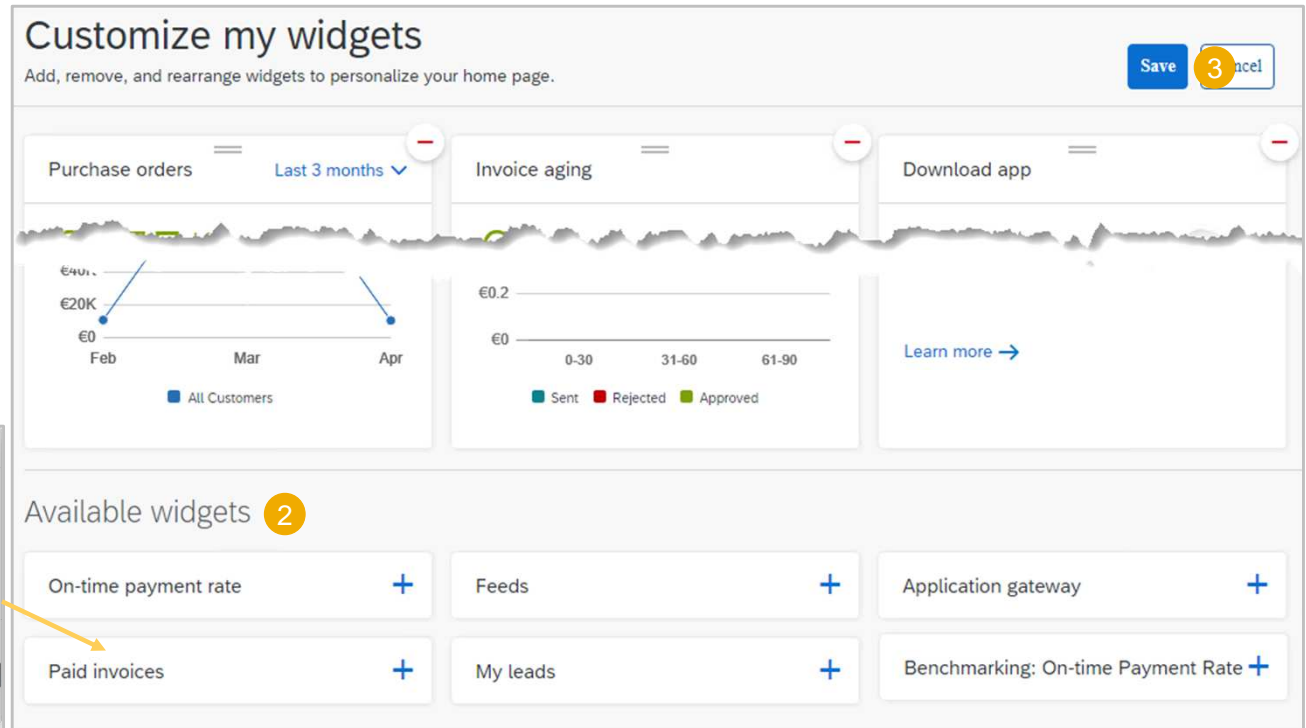 Customize my widgets
Add, remove, and rearrange widgets to personalize your home page.
Save
3
ncel
Purchase orders
Last 3 months
Invoice aging
Download app
€20K
€0
Feb Mar Apr
All Customers
€0.2
€0
0-30 31-60 61-90
Sent Rejected Approved
Learn more
Available widgets 2
On-time payment rate
Feeds
Application gateway
Paid invoices
My leads
Benchmarking: On-time Payment Rate